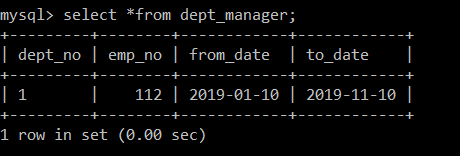 mysql> select *from dept_manager;
+---------+--------+------------+------------+
| dept_no | emp_no | from_date  | to_date    |
+---------+--------+------------+------------+
| 1       |    112 | 2019-01-10 | 2019-11-10 |
+---------+--------+------------+------------+
1 row in set (0.00 sec)